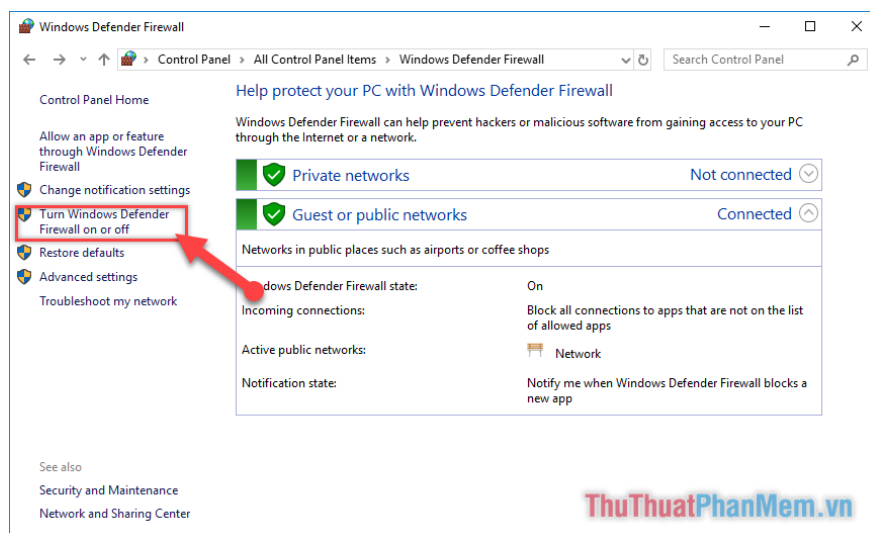 Windows Defender Firewall
Control Panel > All Control Panel Items > Windows Defender Firewall
Search Control Panel
Control Panel Home
Allow an app or feature
through Windows Defender
Firewall
Change notification settings
Turn Windows Defender
Firewall on or off
Restore defaults
Advanced settings
Troubleshoot my network
See also
Security and Maintenance
Network and Sharing Center
Help protect your PC with Windows Defender Firewall
Windows Defender Firewall can help prevent hackers or malicious software from gaining access to your PC
through the Internet or a network.
Private networks Not connected
Guest or public networks Connected
Networks in public places such as airports or coffee shops
dows Defender Firewall state: On
Incoming connections: Block all connections to apps that are not on the list
of allowed apps
Active public networks: Network
Notification state: Notify me when Windows Defender Firewall blocks a
new app
ThuThuatPhanMem.vn